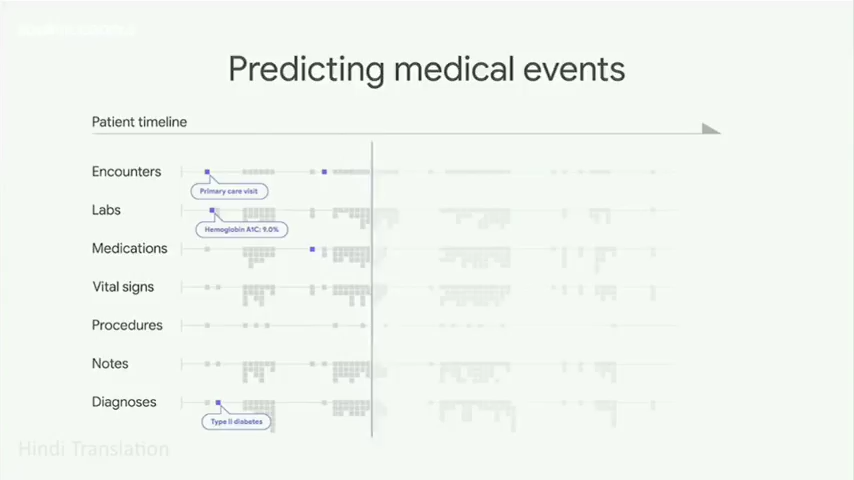 Predicting medical events
Patient timeline
Encounters
Primary care visit
Labs
Hemoglobin A1C: 9.0%
Medications
Vital signs
Procedures
Notes
Diagnoses
Type II diabetes
Hindi Translation